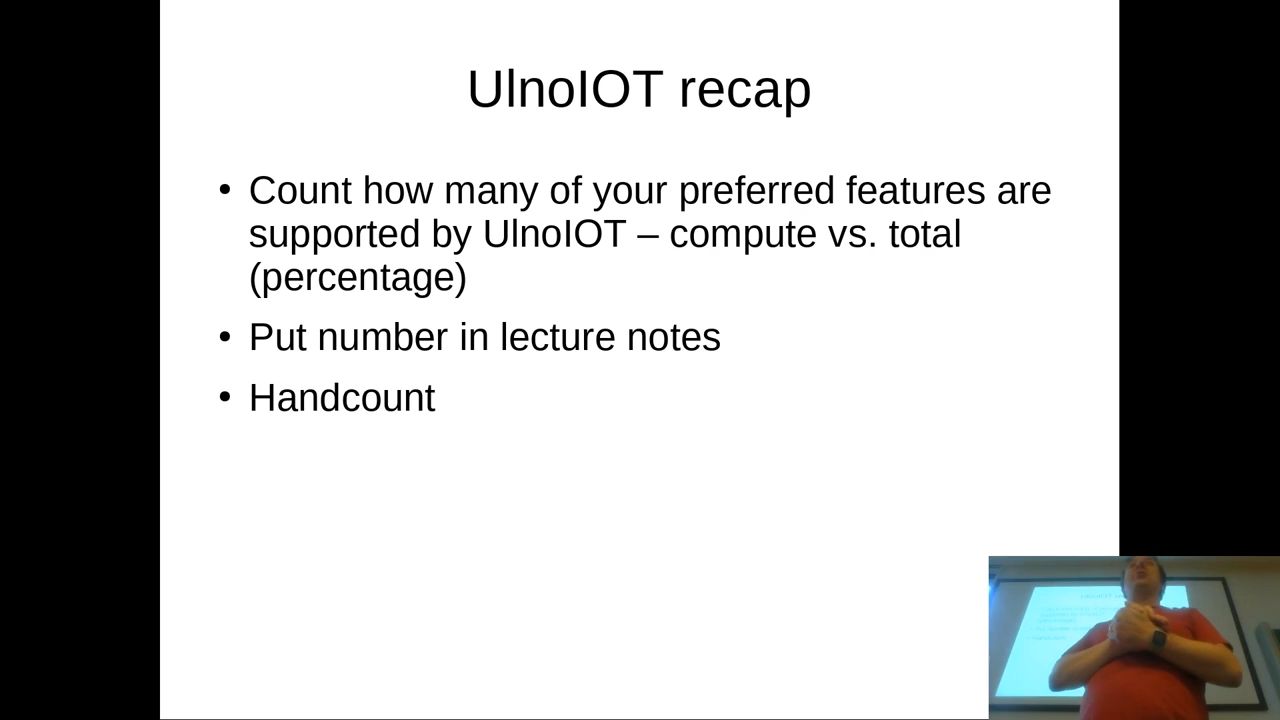 UlnoIOT recap
• Count how many of your preferred features are
supported by UlnoIOT – compute vs. total
(percentage)
• Put number in lecture notes
• Handcount